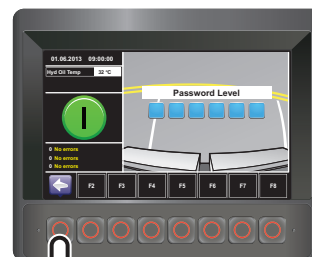 01.06.2013 09:00:00
Hyd Oil Temp 32 °C
Password Level
0 No errors
0 No errors
0 No errors
F2 F3 F4 F5 F6 F7 F8